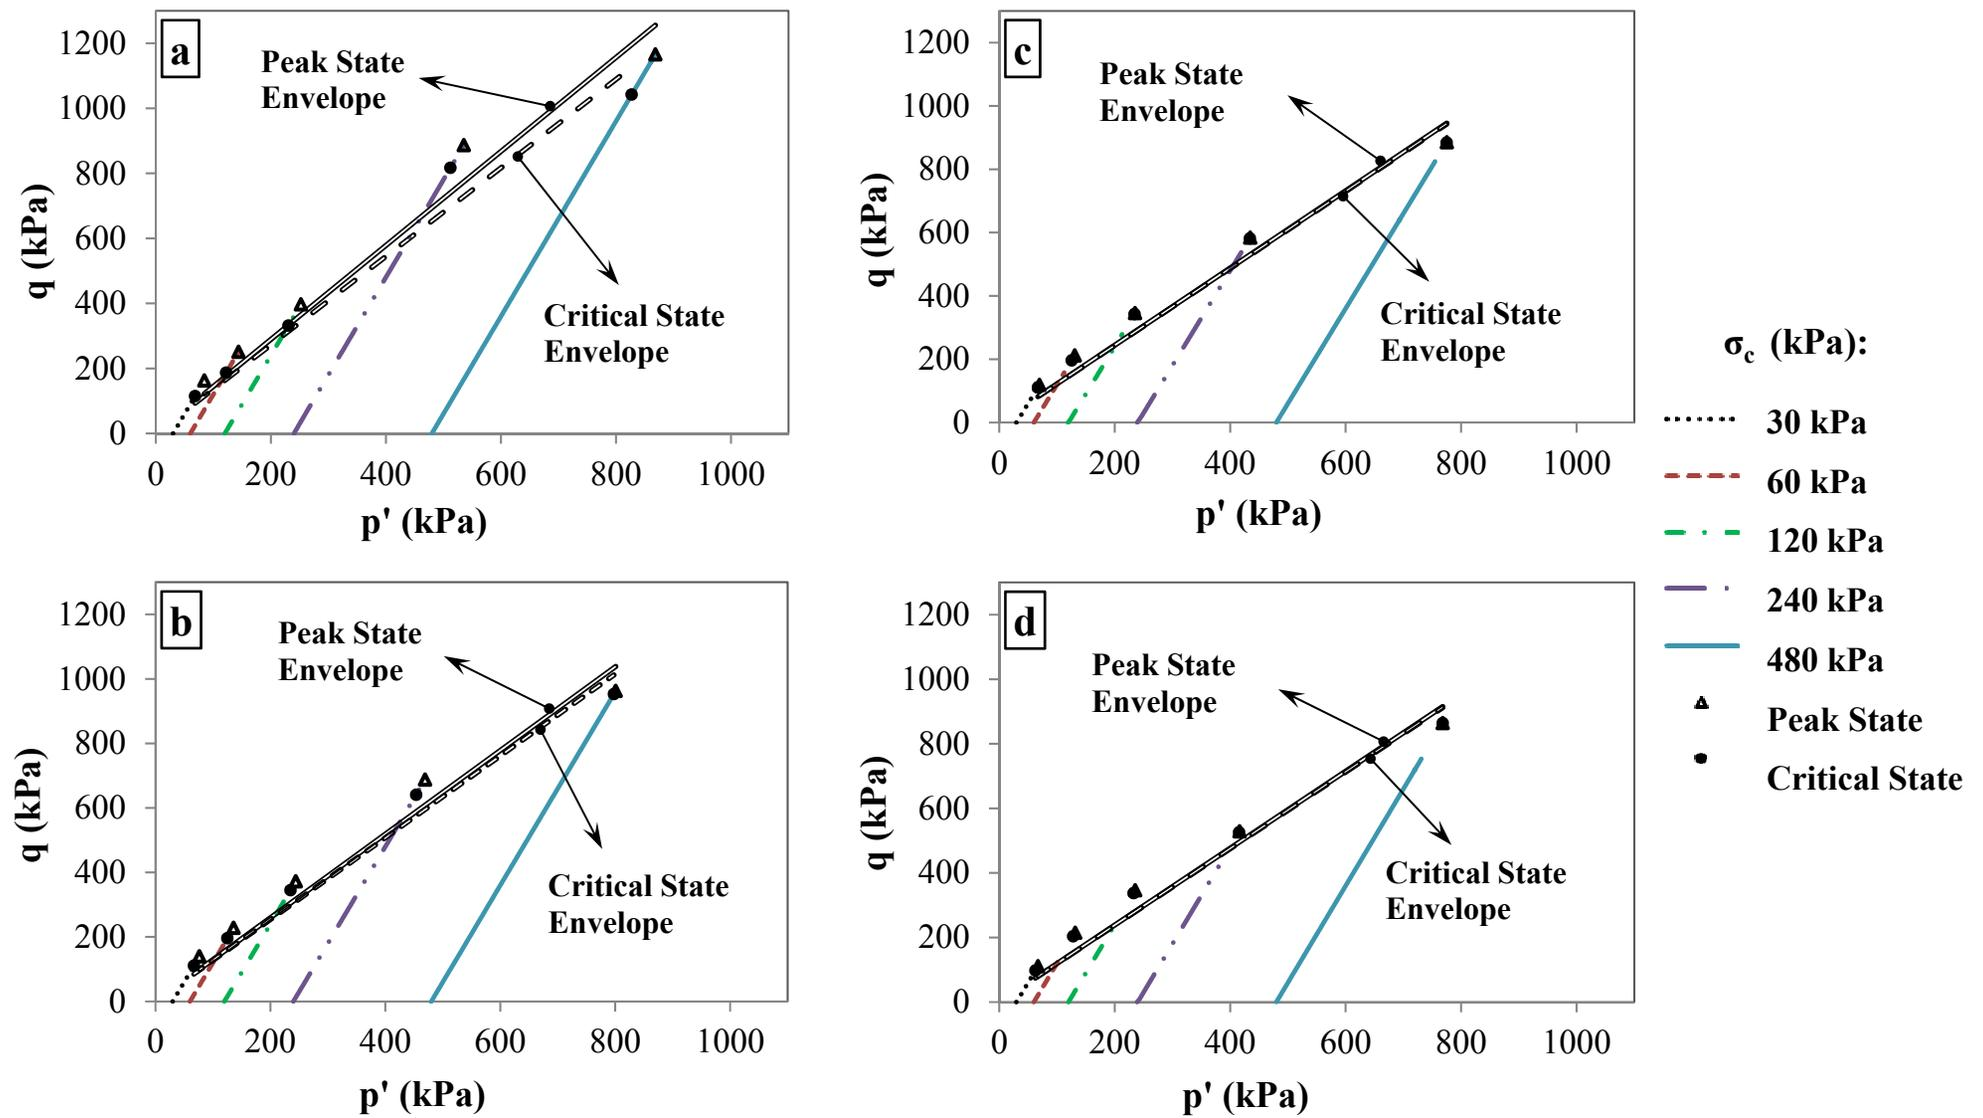 a
Peak State
Envelope
Critical State
Envelope
1200
1000
800
600
400
200
0
q (kPa)
0 200 400 600 800 1000
p' (kPa)
c
Peak State
Envelope
Critical State
Envelope
1200
1000
800
600
400
200
0
q (kPa)
0 200 400 600 800 1000
p' (kPa)
b
Peak State
Envelope
Critical State
Envelope
1200
1000
800
600
400
200
0
q (kPa)
0 200 400 600 800 1000
p' (kPa)
d
Peak State
Envelope
Critical State
Envelope
1200
1000
800
600
400
200
0
q (kPa)
0 200 400 600 800 1000
p' (kPa)
σc (kPa):
30 kPa
60 kPa
120 kPa
240 kPa
480 kPa
Peak State
Critical State